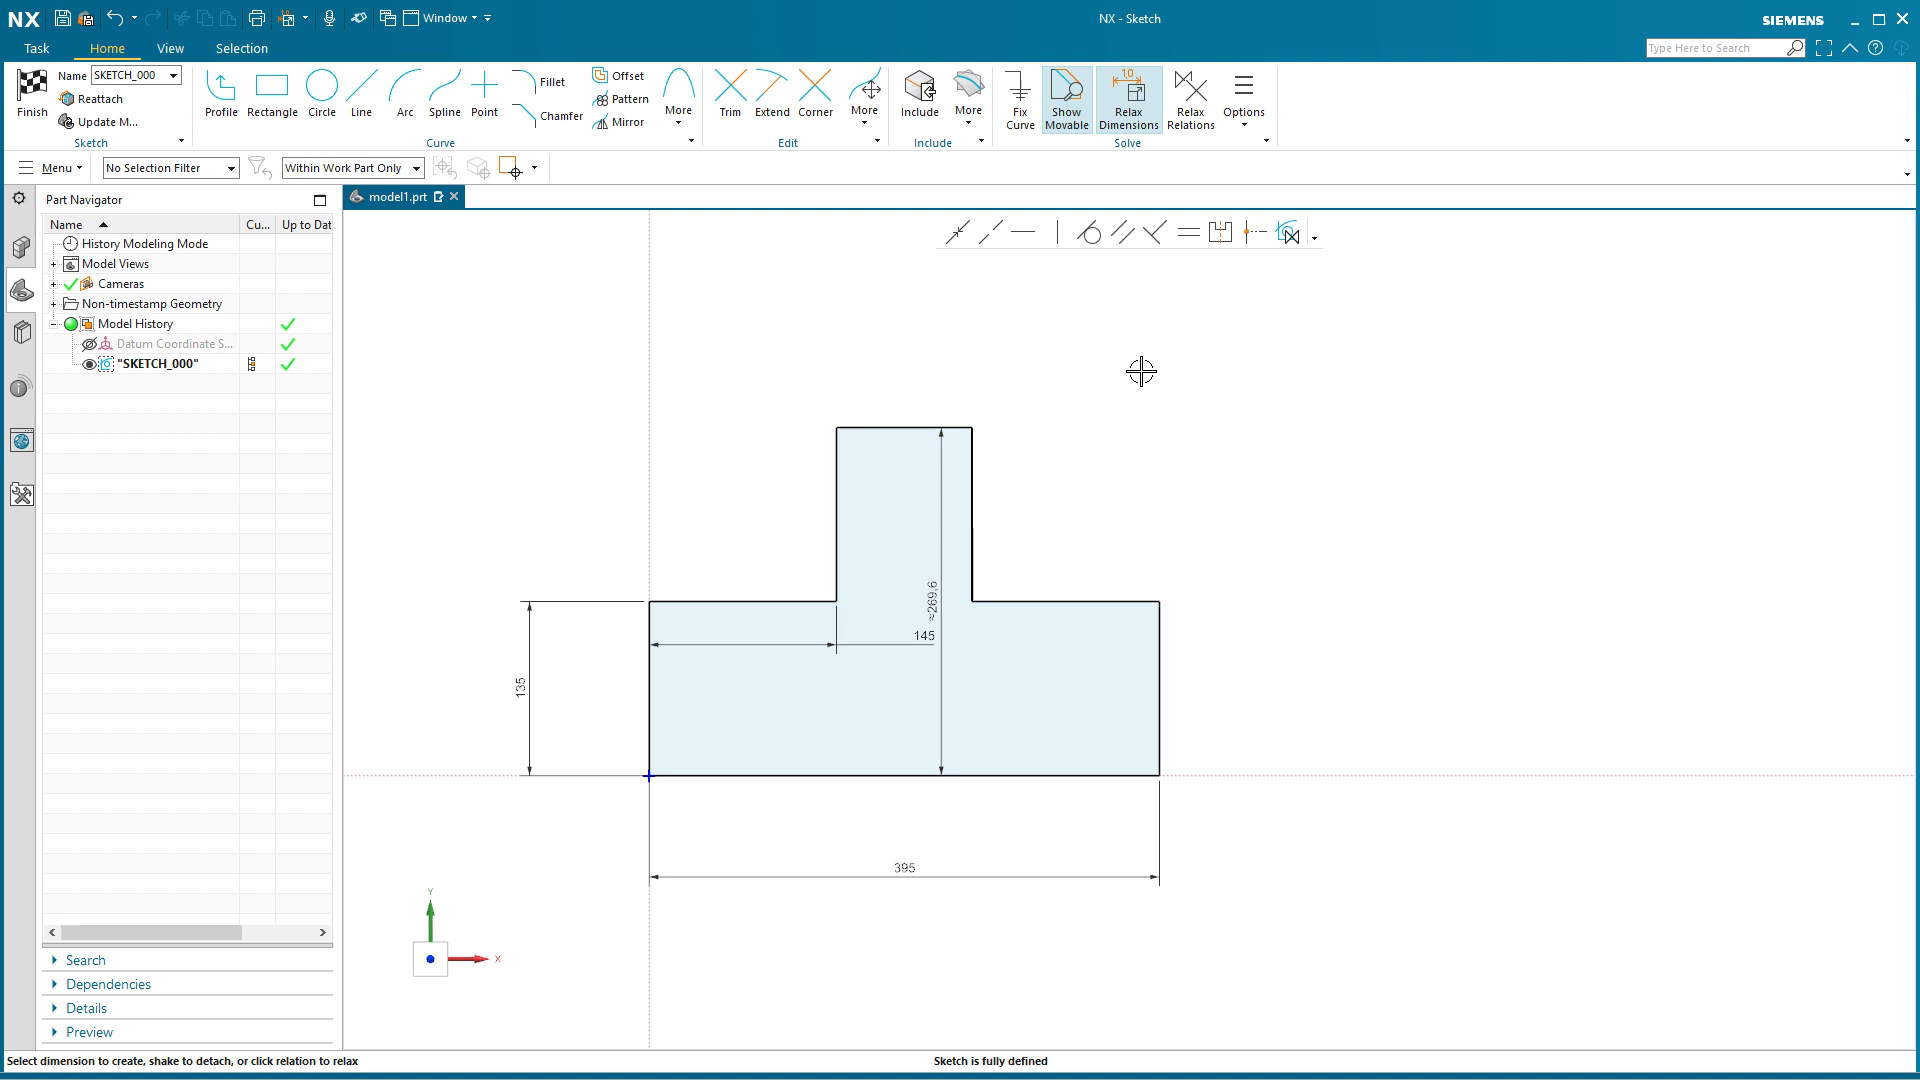 NX
Window
NX - Sketch
SIEMENS
Task
Home
View
Selection
Type Here to Search
Finish
Name
SKETCH_000
Reattach
Update M...
Sketch
Profile
Rectangle
Circle
Line
Arc
Spline
Point
Fillet
Chamfer
Offset
Pattern
Mirror
More
Curve
Trim
Extend
Corner
More
Edit
Include
More
Include
Fix
Curve
Show
Movable
10
Relax
Dimensions
Relax
Relations
Options
Solve
Menu
No Selection Filter
Within Work Part Only
Part Navigator
model1.prt
Name
Cu...
Up to Dat
History Modeling Mode
Model Views
Cameras
Non-timestamp Geometry
Model History
Datum Coordinate S...
"SKETCH_000"
≈269,6
145
135
395
Y
X
Search
Dependencies
Details
Preview
Select dimension to create, shake to detach, or click relation to relax
Sketch is fully defined